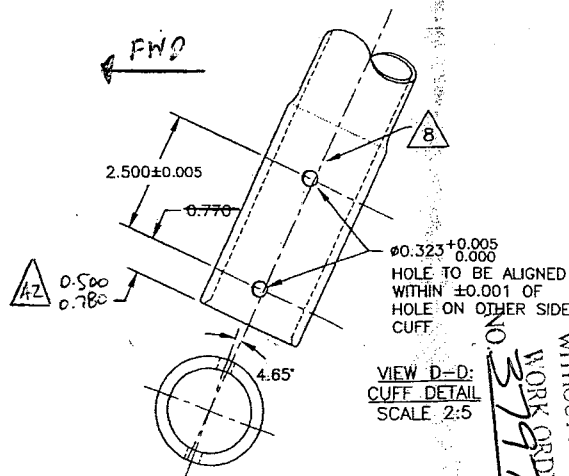 FWD
8
2.500±0.005
0.770
ø0.323 +0.005
0.000
HOLE TO BE ALIGNED
WITHIN ±0.001 OF
HOLE ON OTHER SIDE
CUFF
42
0.500
0.780
4.65°
VIEW D-D:
CUFF DETAIL
SCALE 2:5
WITHOUT
WORK ORD
NO. 379